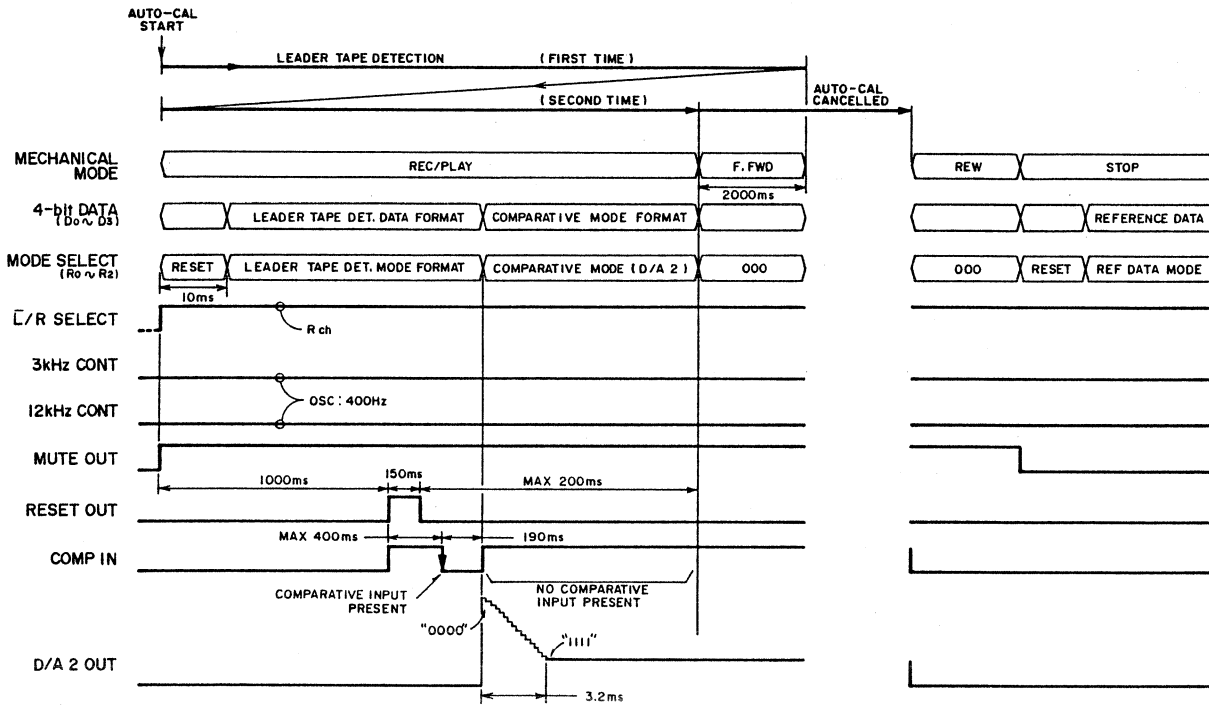 AUTO-CAL
START
LEADER TAPE DETECTION (FIRST TIME)
(SECOND TIME)
AUTO-CAL
CANCELLED
MECHANICAL
MODE
REC/PLAY
F. FWD
REW
STOP
2000ms
4-bit DATA
(D0 ~ D3)
LEADER TAPE DET. DATA FORMAT
COMPARATIVE MODE FORMAT
REFERENCE DATA
MODE SELECT
(R0 ~ R2)
RESET
LEADER TAPE DET. MODE FORMAT
COMPARATIVE MODE (D/A 2)
000
000
RESET
REF DATA MODE
10ms
L̅/R SELECT
R ch
3kHz CONT
OSC : 400Hz
12kHz CONT
MUTE OUT
1000ms
150ms
MAX 200ms
RESET OUT
MAX 400ms
190ms
COMP IN
COMPARATIVE INPUT
PRESENT
NO COMPARATIVE
INPUT PRESENT
"0000"
"1111"
D/A 2 OUT
3.2ms